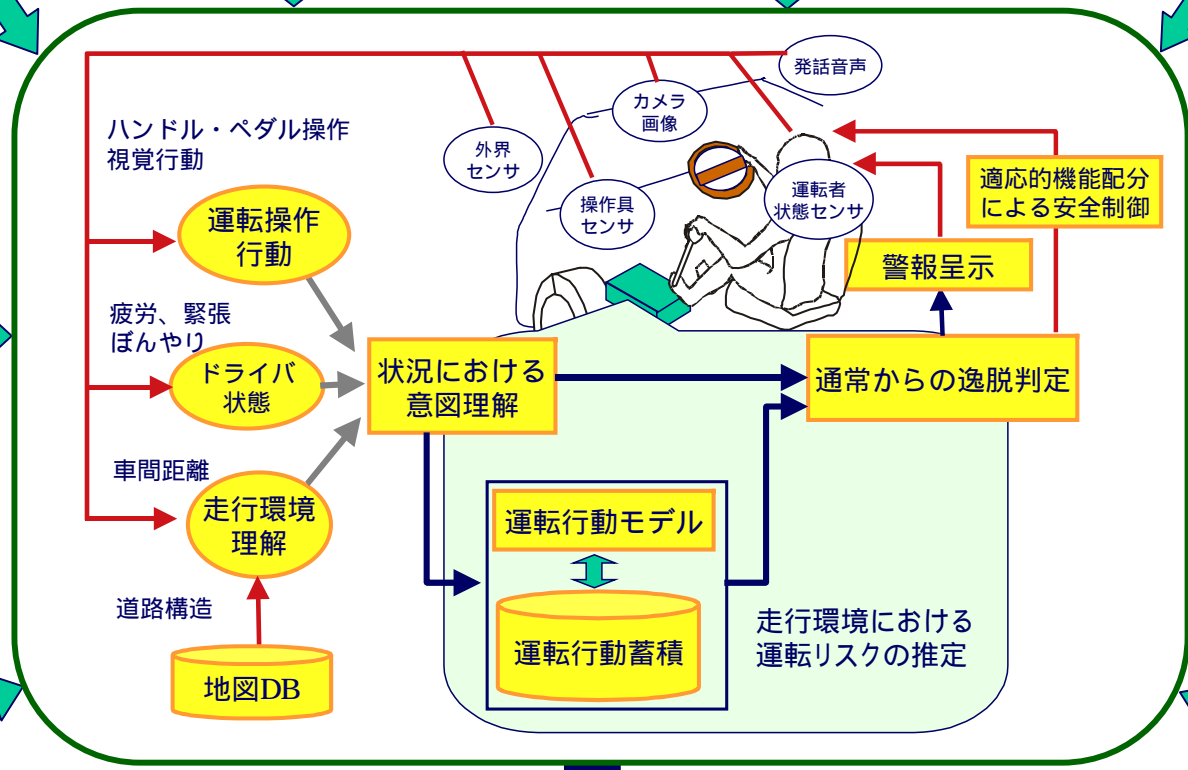 発話音声
カメラ
画像
ハンドル・ペダル操作
視覚行動
外界
センサ
適応的機能配分
による安全制御
運転者
状態センサ
操作具
センサ
運転操作
行動
警報呈示
疲労、緊張
ぼんやり
ドライバ
状態
状況における
意図理解
通常からの逸脱判定
車間距離
走行環境
理解
運転行動モデル
道路構造
走行環境における
運転リスクの推定
運転行動蓄積
地図DB